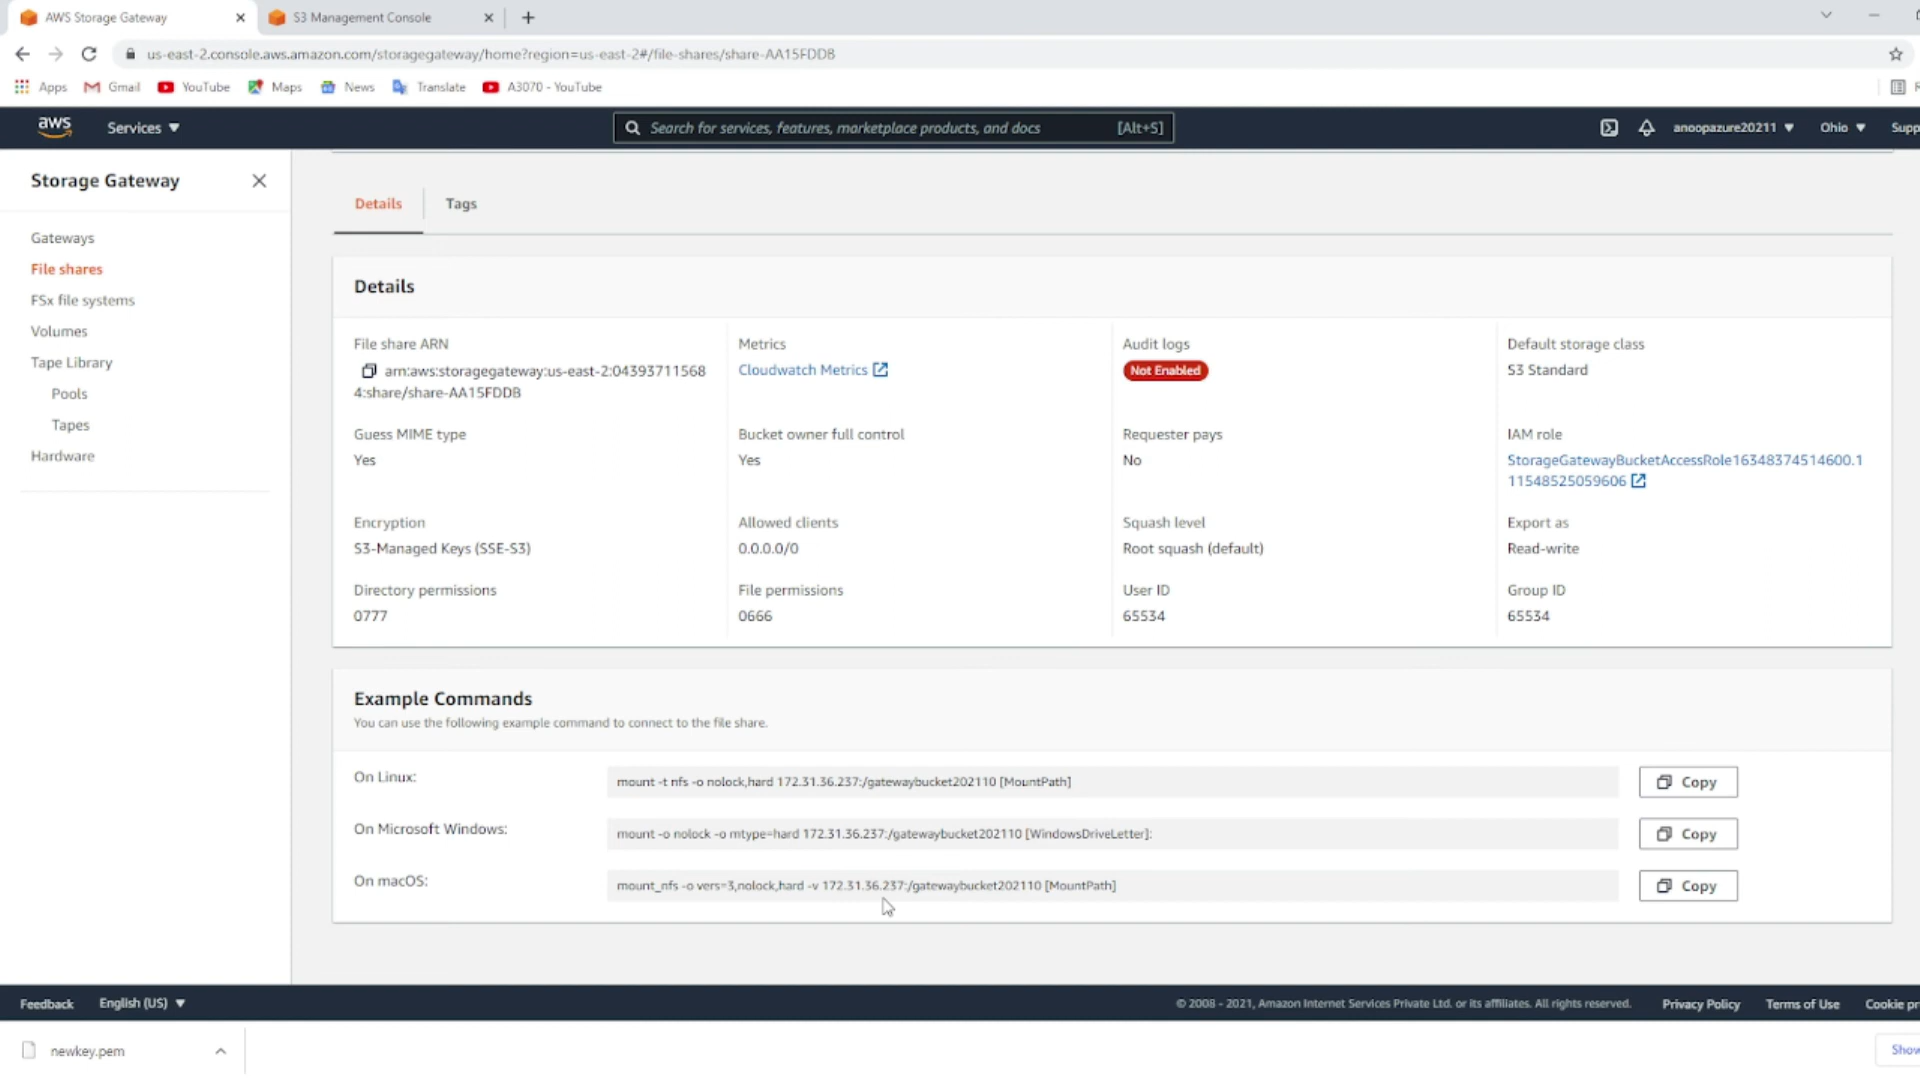 AWS Storage Gateway
S3 Management Console
us-east-2.console.aws.amazon.com/storagegateway/home?region=us-east-2#/file-shares/share-AA15FDDB
Apps
Gmail
YouTube
Maps
News
Translate
A3070 - YouTube
aws
Services
Search for services, features, marketplace products, and docs
[Alt+S]
anoopazure20211
Ohio
Supp
Storage Gateway
Gateways
File shares
FSx file systems
Volumes
Tape Library
Pools
Tapes
Hardware
Details
Tags
Details
File share ARN
arn:aws:storagegateway:us-east-2:04393711568
4:share/share-AA15FDDB
Metrics
Cloudwatch Metrics
Audit logs
Not Enabled
Default storage class
S3 Standard
Guess MIME type
Yes
Bucket owner full control
Yes
Requester pays
No
IAM role
StorageGatewayBucketAccessRole16348374514600.1
11548525059606
Encryption
S3-Managed Keys (SSE-S3)
Allowed clients
0.0.0.0/0
Squash level
Root squash (default)
Export as
Read-write
Directory permissions
0777
File permissions
0666
User ID
65534
Group ID
65534
Example Commands
You can use the following example command to connect to the file share.
On Linux:
mount -t nfs -o nolock,hard 172.31.36.237:/gatewaybucket202110 [MountPath]
Copy
On Microsoft Windows:
mount -o nolock -o mtype=hard 172.31.36.237:/gatewaybucket202110 [WindowsDriveLetter]:
Copy
On macOS:
mount_nfs -o vers=3,nolock,hard -v 172.31.36.237:/gatewaybucket202110 [MountPath]
Copy
Feedback
English (US)
© 2008 - 2021, Amazon Internet Services Private Ltd. or its affiliates. All rights reserved.
Privacy Policy
Terms of Use
Cookie pr
newkey.pem
Show